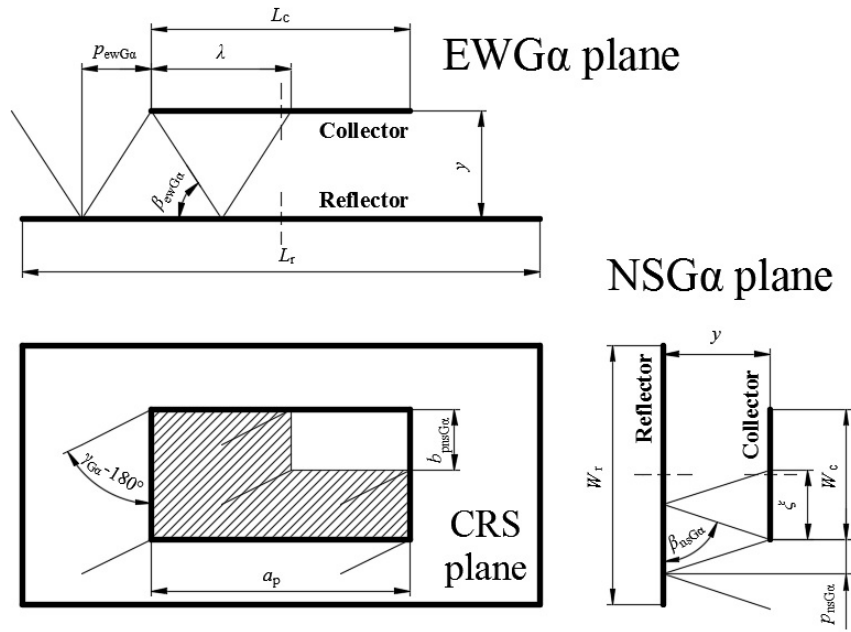 L_c
p_ewGα
λ
EWGα plane
Collector
y
β_ewGα
Reflector
L_r
NSGα plane
y
Reflector
Collector
W_r
W_c
ξ
β_nsGα
p_nsGα
b_pnsGα
γ_Gα-180°
CRS
plane
a_p